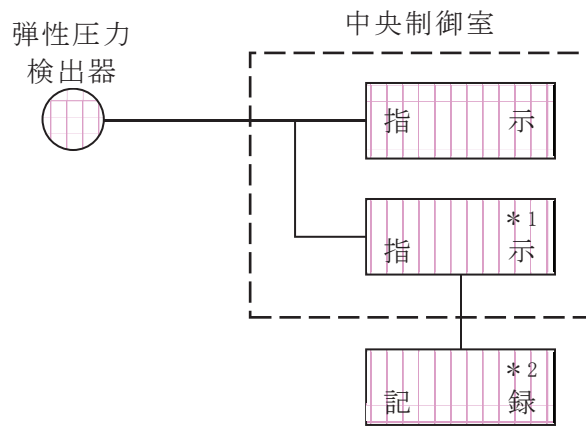 中央制御室
弾性圧力
検出器
指 示
*1
指 示
*2
記 録